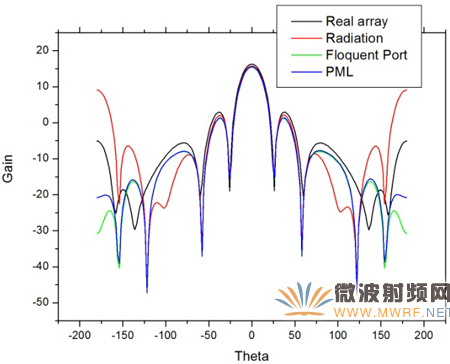 Real array
Radiation
Floquent Port
PML
20
10
0
-10
-20
-30
-40
-50
Gain
-200 -150 -100 -50 0 50 100 150 200
Theta
微波射频网
WWW.MWRF.NET